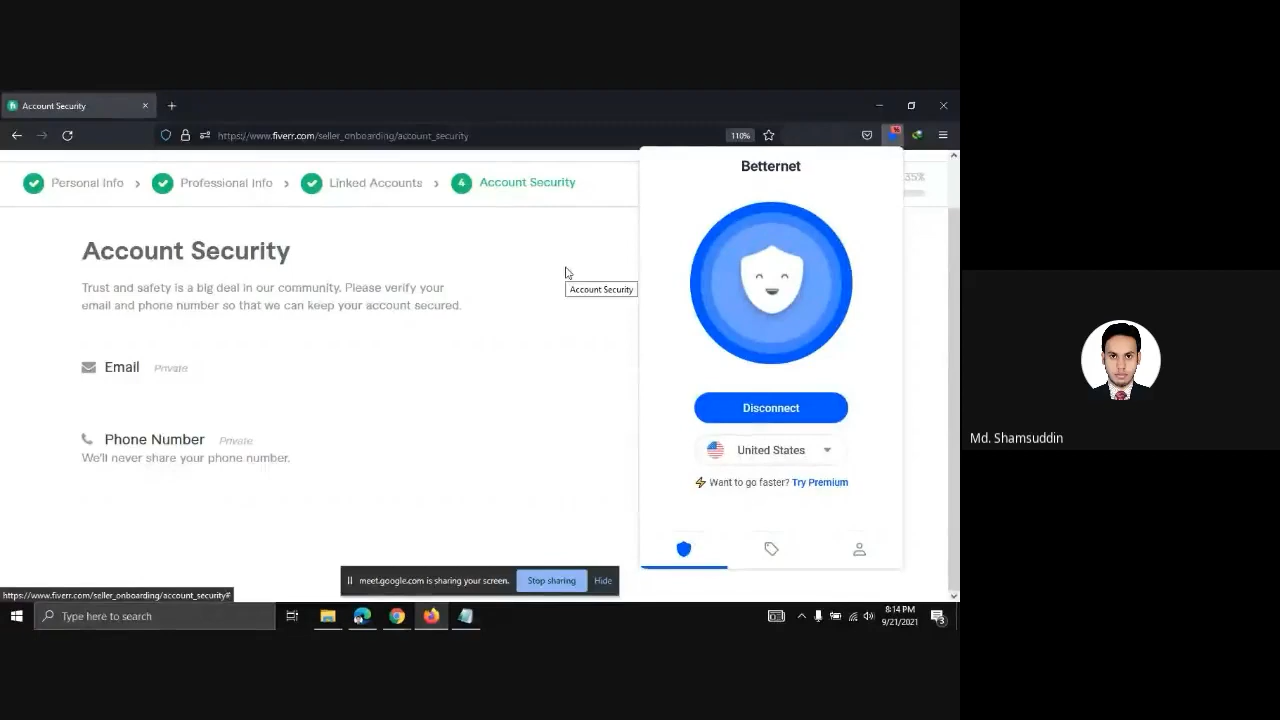 Account Security
https://www.fiverr.com/seller_onboarding/account_security
110%
Betternet
Personal Info
Professional Info
Linked Accounts
4 Account Security
35%
Account Security
Trust and safety is a big deal in our community. Please verify your
email and phone number so that we can keep your account secured.
Account Security
Email Private
Phone Number Private
We'll never share your phone number.
Disconnect
United States
Want to go faster? Try Premium
meet.google.com is sharing your screen. Stop sharing Hide
https://www.fiverr.com/seller_onboarding/account_security#
Type here to search
8:14 PM
9/21/2021
3
Md. Shamsuddin